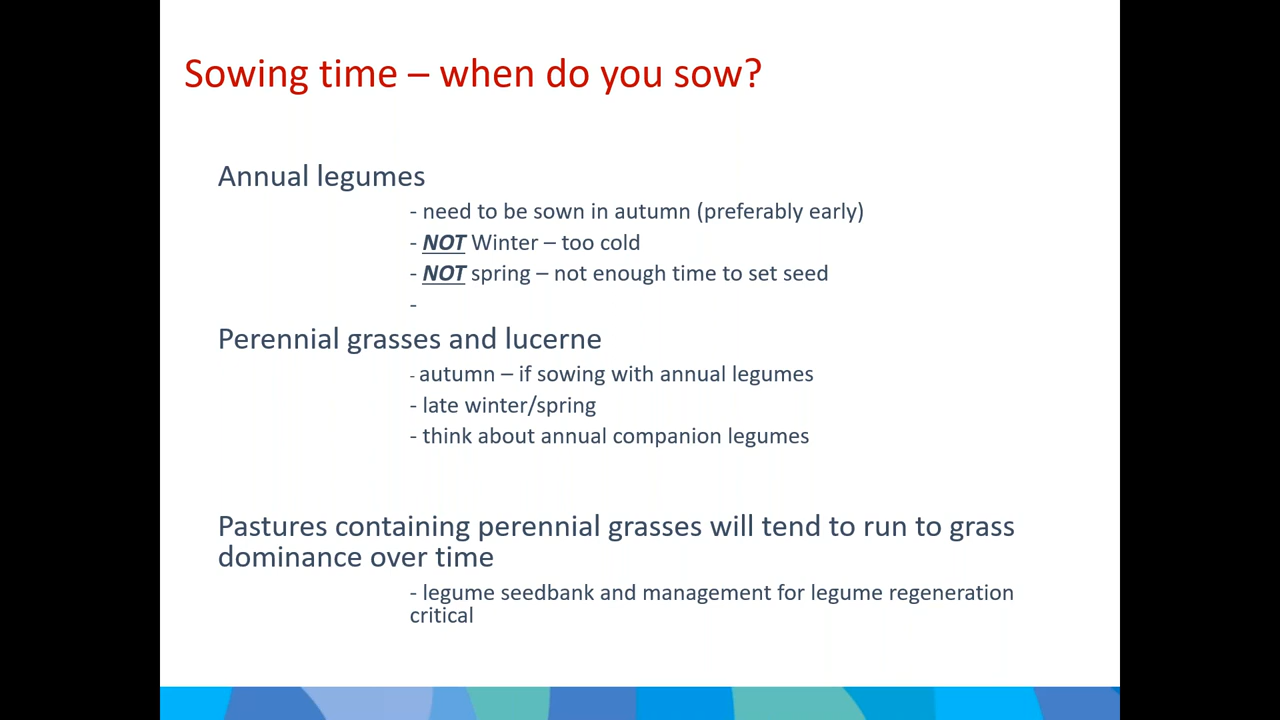 Sowing time – when do you sow?
Annual legumes
- need to be sown in autumn (preferably early)
- NOT Winter – too cold
- NOT spring – not enough time to set seed
-
Perennial grasses and lucerne
- autumn – if sowing with annual legumes
- late winter/spring
- think about annual companion legumes
Pastures containing perennial grasses will tend to run to grass
dominance over time
- legume seedbank and management for legume regeneration
critical